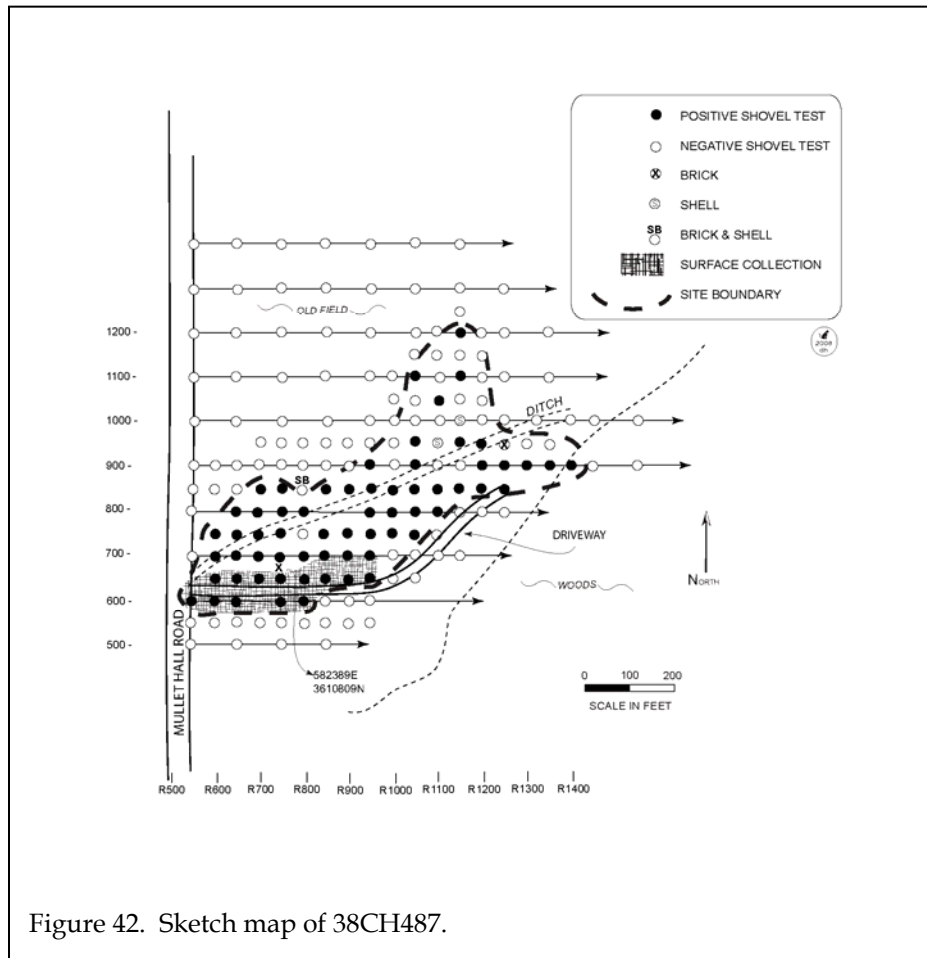 POSITIVE SHOVEL TEST
NEGATIVE SHOVEL TEST
X BRICK
S SHELL
SB BRICK & SHELL
SURFACE COLLECTION
SITE BOUNDARY
2008
OLD FIELD
1200 -
1100 -
1000 -
900 -
800 -
700 -
600 -
500 -
DITCH
S
S
X
SB
X
DRIVEWAY
WOODS
NORTH
MULLET HALL ROAD
582389E
3610809N
0 100 200
SCALE IN FEET
R500 R600 R700 R800 R900 R1000 R1100 R1200 R1300 R1400
Figure 42. Sketch map of 38CH487.